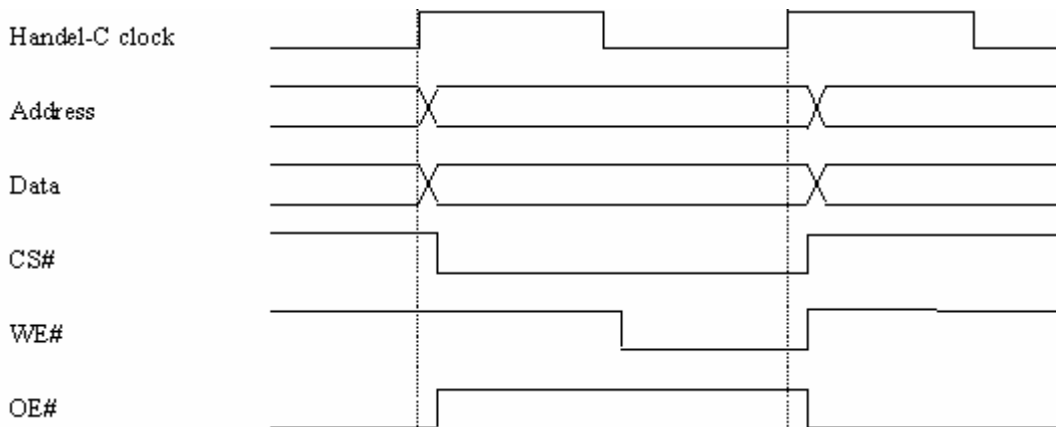 Handel-C clock
Address
Data
CS#
WE#
OE#